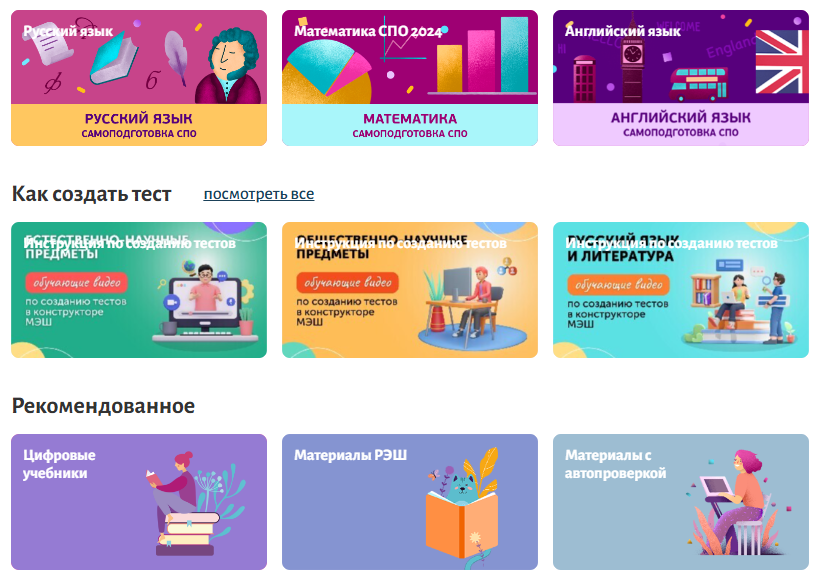 Русский язык
ф
б
РУССКИЙ ЯЗЫК
САМОПОДГОТОВКА СПО
Математика СПО 2024
МАТЕМАТИКА
САМОПОДГОТОВКА СПО
Английский язык
WELCOME
England
АНГЛИЙСКИЙ ЯЗЫК
САМОПОДГОТОВКА СПО
Как создать тест
посмотреть все
ЕСТЕСТВЕННО-НАУЧНЫЕ
Инструкция по созданию тестов
ПРЕДМЕТЫ
обучающие видео
по созданию тестов
в конструкторе
МЭШ
ОБЩЕСТВЕННО-НАУЧНЫЕ
Инструкция по созданию тестов
ПРЕДМЕТЫ
обучающие видео
по созданию тестов
в конструкторе
МЭШ
РУССКИЙ ЯЗЫК
Инструкция по созданию тестов
И ЛИТЕРАТУРА
обучающие видео
по созданию тестов
в конструкторе
МЭШ
Рекомендованное
Цифровые
учебники
Материалы РЭШ
Материалы с
автопроверкой